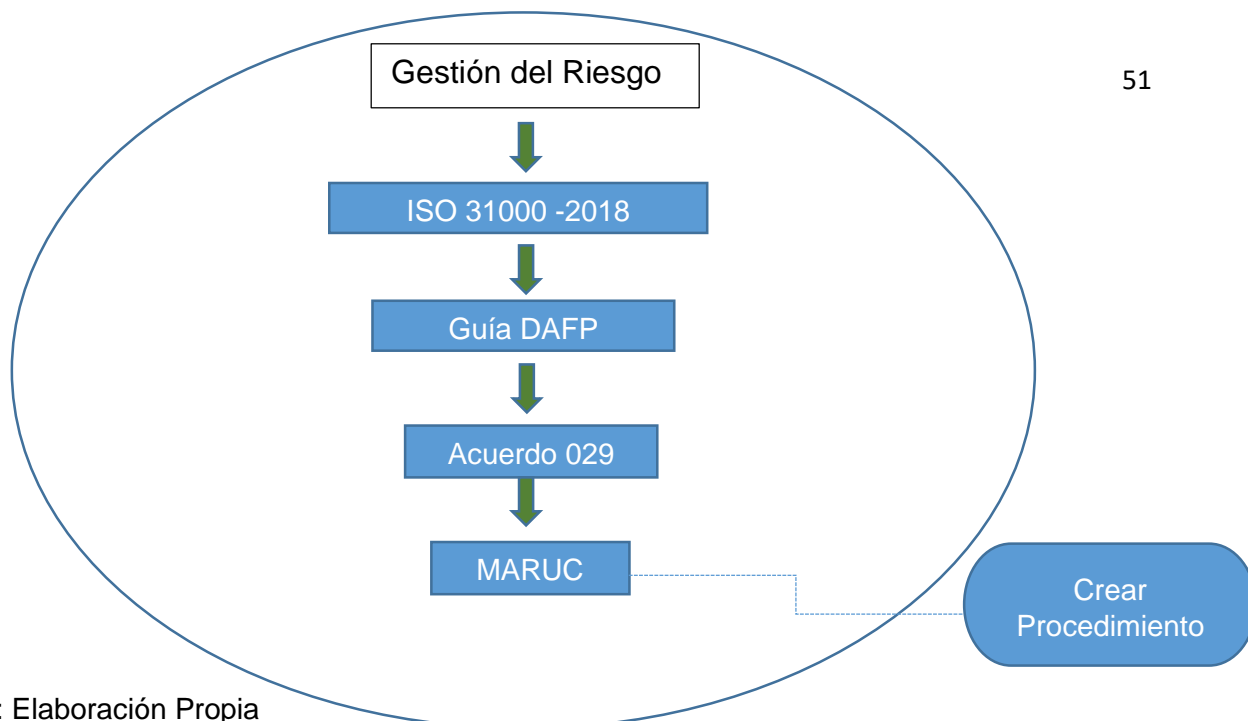 Gestión del Riesgo
51
ISO 31000 -2018
Guía DAFP
Acuerdo 029
MARUC
Crear
Procedimiento
: Elaboración Propia